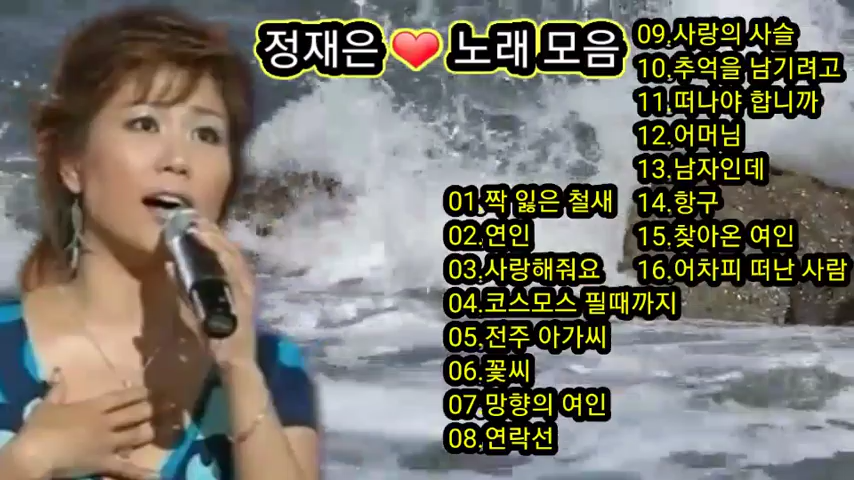 정재은❤노래 모음
01.짝 잃은 철새
02.연인
03.사랑해줘요
04.코스모스 필때까지
05.전주 아가씨
06.꽃씨
07.망향의 여인
08.연락선
09.사랑의 사슬
10.추억을 남기려고
11.떠나야 합니까
12.어머님
13.남자인데
14.항구
15.찾아온 여인
16.어차피 떠난 사람